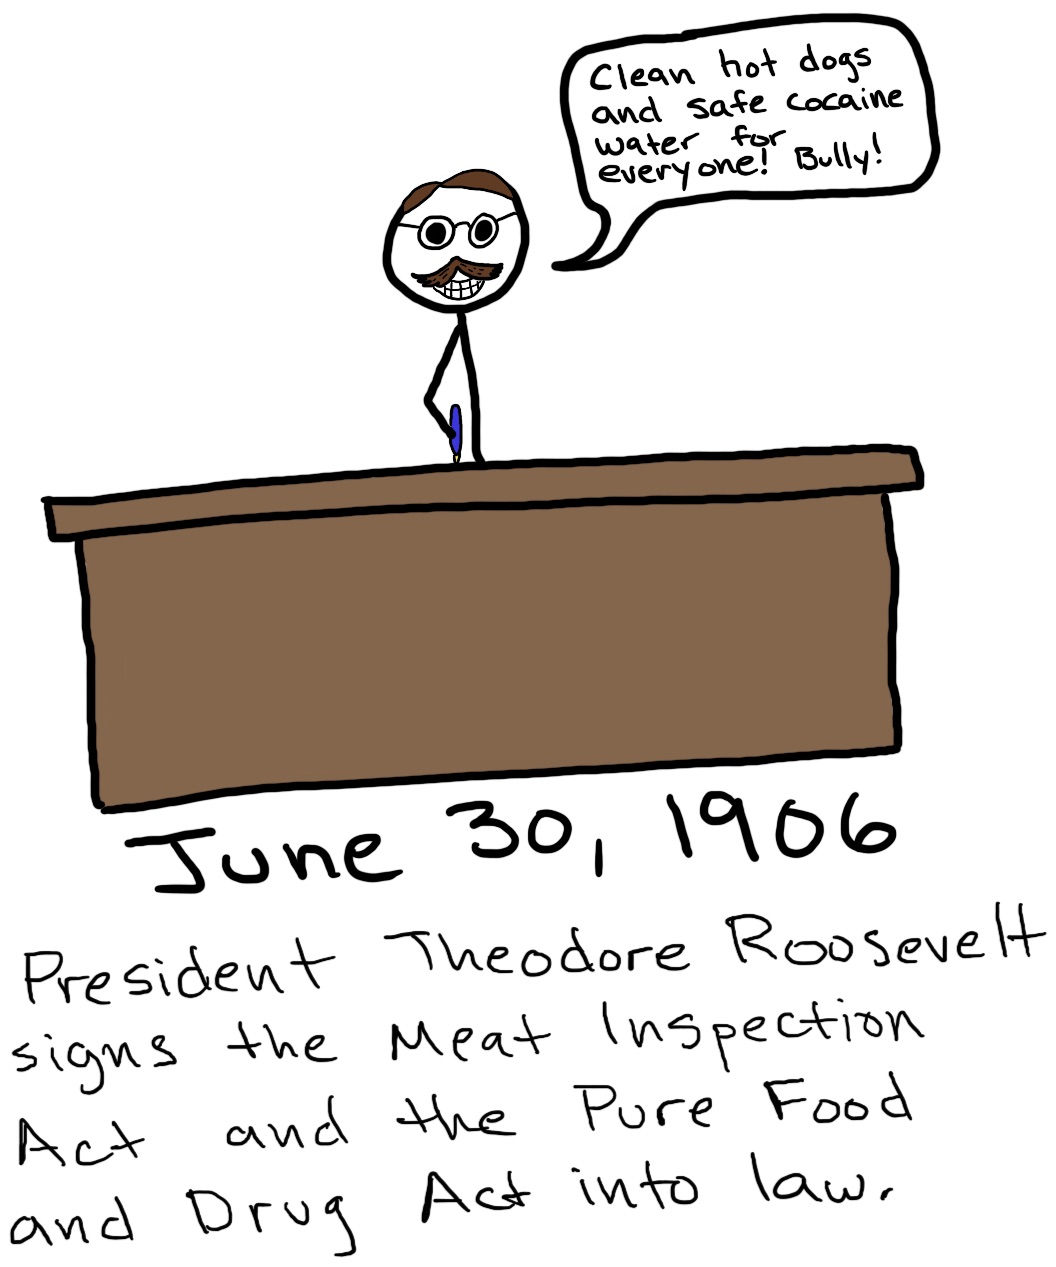 Clean hot dogs
and safe cocaine
water for
everyone! Bully!
June 30, 1906
President Theodore Roosevelt
signs the Meat Inspection
Act and the Pure Food
and Drug Act into law.